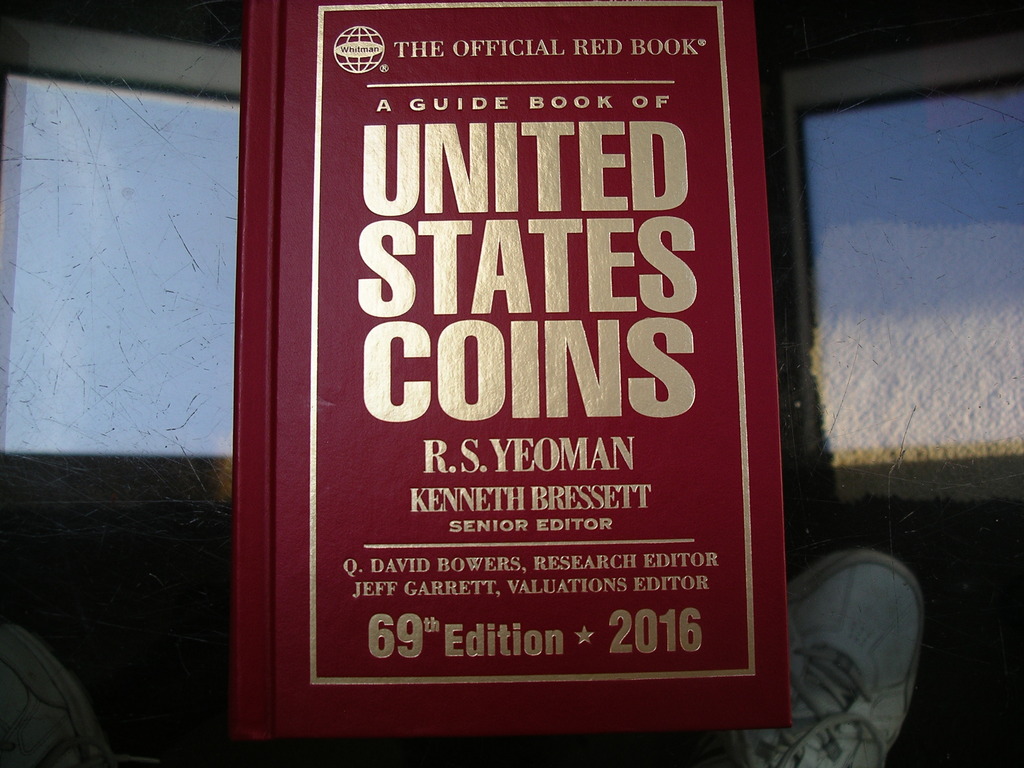 Whitman ® THE OFFICIAL RED BOOK®
A GUIDE BOOK OF
UNITED
STATES
COINS
R.S. YEOMAN
KENNETH BRESSETT
SENIOR EDITOR
Q. DAVID BOWERS, RESEARCH EDITOR
JEFF GARRETT, VALUATIONS EDITOR
69th Edition ★ 2016